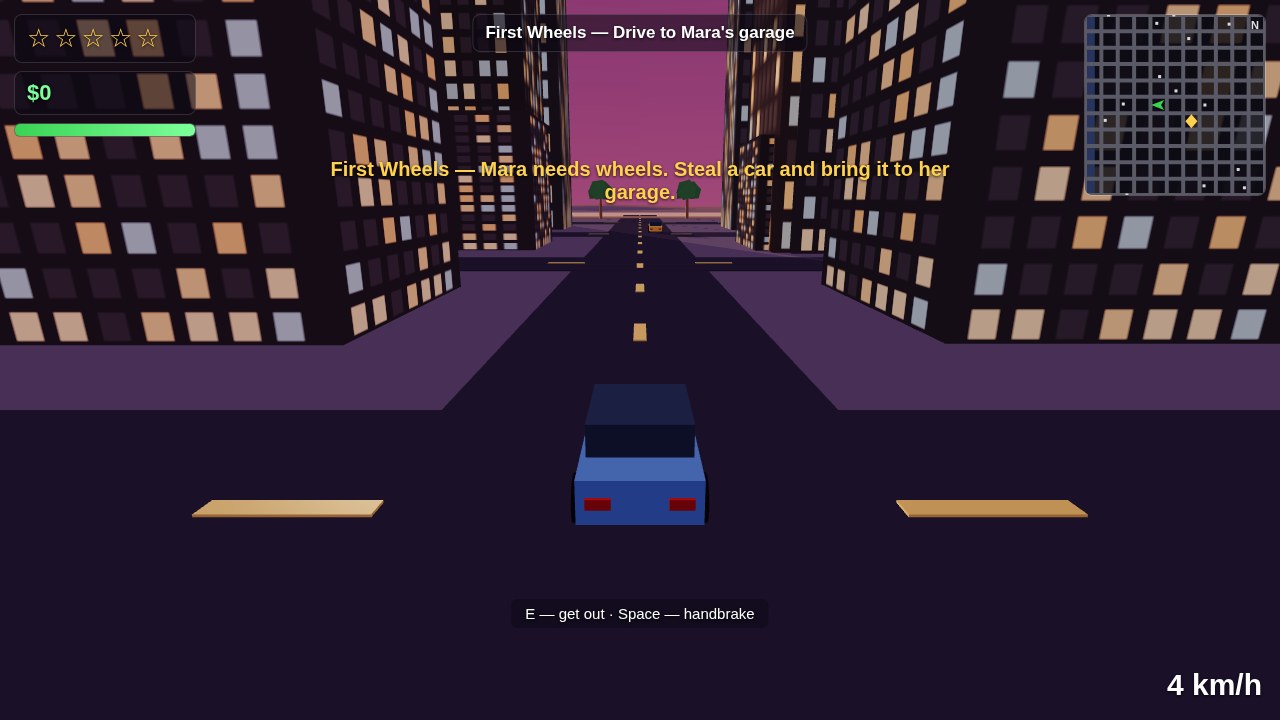 First Wheels — Drive to Mara's garage
N
$0
First Wheels — Mara needs wheels. Steal a car and bring it to her
garage.
E — get out · Space — handbrake
4 km/h